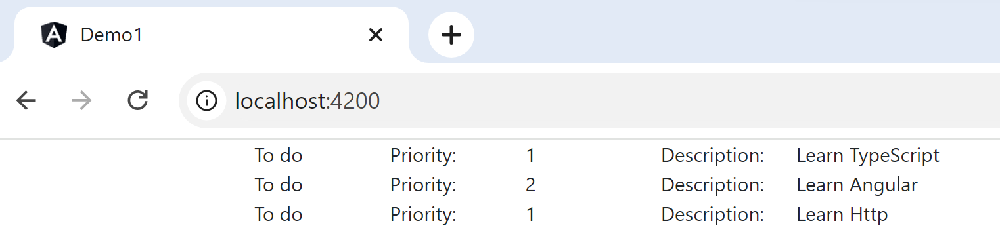 Demo1
localhost:4200
To do Priority: 1 Description: Learn TypeScript
To do Priority: 2 Description: Learn Angular
To do Priority: 1 Description: Learn Http